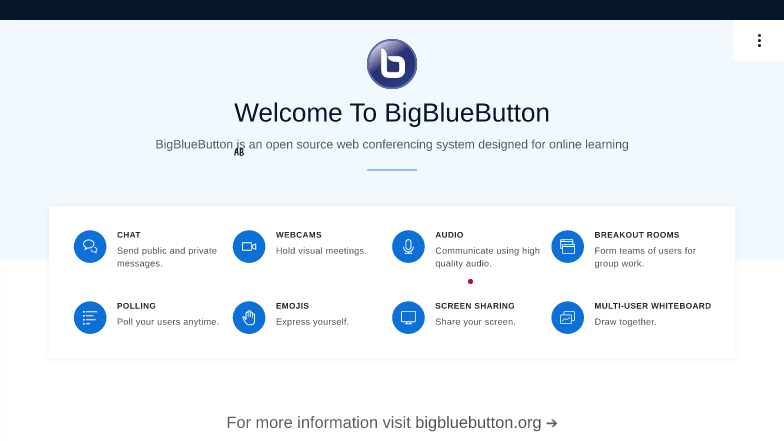 Welcome To BigBlueButton
BigBlueButton is an open source web conferencing system designed for online learning
AB
CHAT
Send public and private
messages.
WEBCAMS
Hold visual meetings.
AUDIO
Communicate using high
quality audio.
BREAKOUT ROOMS
Form teams of users for
group work.
POLLING
Poll your users anytime.
EMOJIS
Express yourself.
SCREEN SHARING
Share your screen.
MULTI-USER WHITEBOARD
Draw together.
For more information visit bigbluebutton.org →